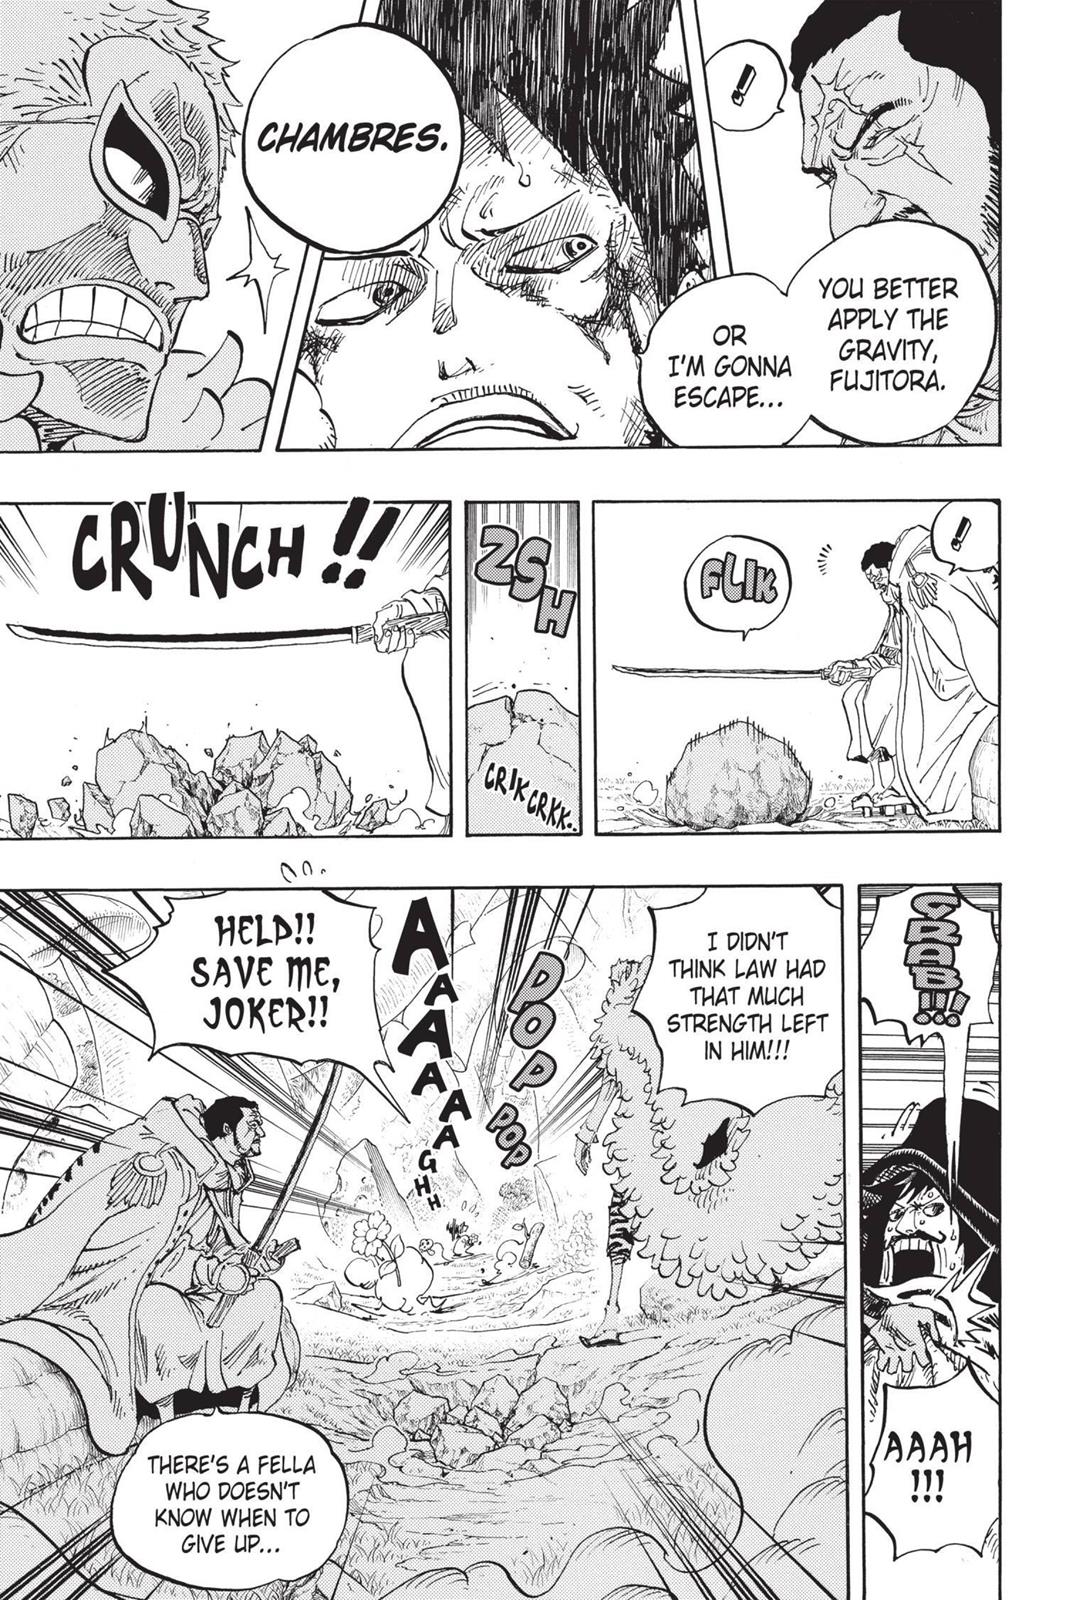 !
YOU BETTER
APPLY THE
GRAVITY,
FUJITORA.
OR
I'M GONNA
ESCAPE...
CHAMBRES.
!
FLIK
ZSH
CRIK CRKK..
CRUNCH!!
GRAB!!!
AAAH
!!!
I DIDN'T
THINK LAW HAD
THAT MUCH
STRENGTH LEFT
IN HIM!!!
POP POP
POP
AAAAAAGHH
HELP!!
SAVE ME,
JOKER!!
THERE'S A FELLA
WHO DOESN'T
KNOW WHEN TO
GIVE UP...